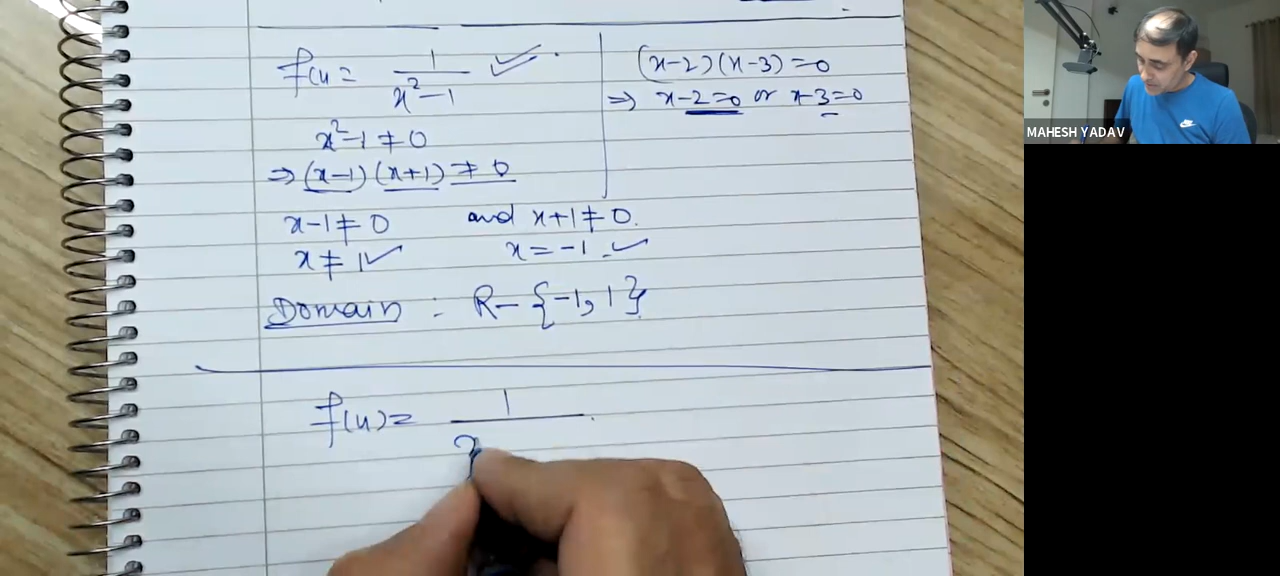 f(x) = 1/(x²-1)
x²-1 ≠ 0
⇒ (x-1) (x+1) ≠ 0
x-1 ≠ 0 and x+1 ≠ 0.
x ≠ 1 x = -1.
Domain : R - {-1, 1}
(x-2)(x-3) = 0
⇒ x-2=0 or x-3=0
f(x) = 1
MAHESH YADAV